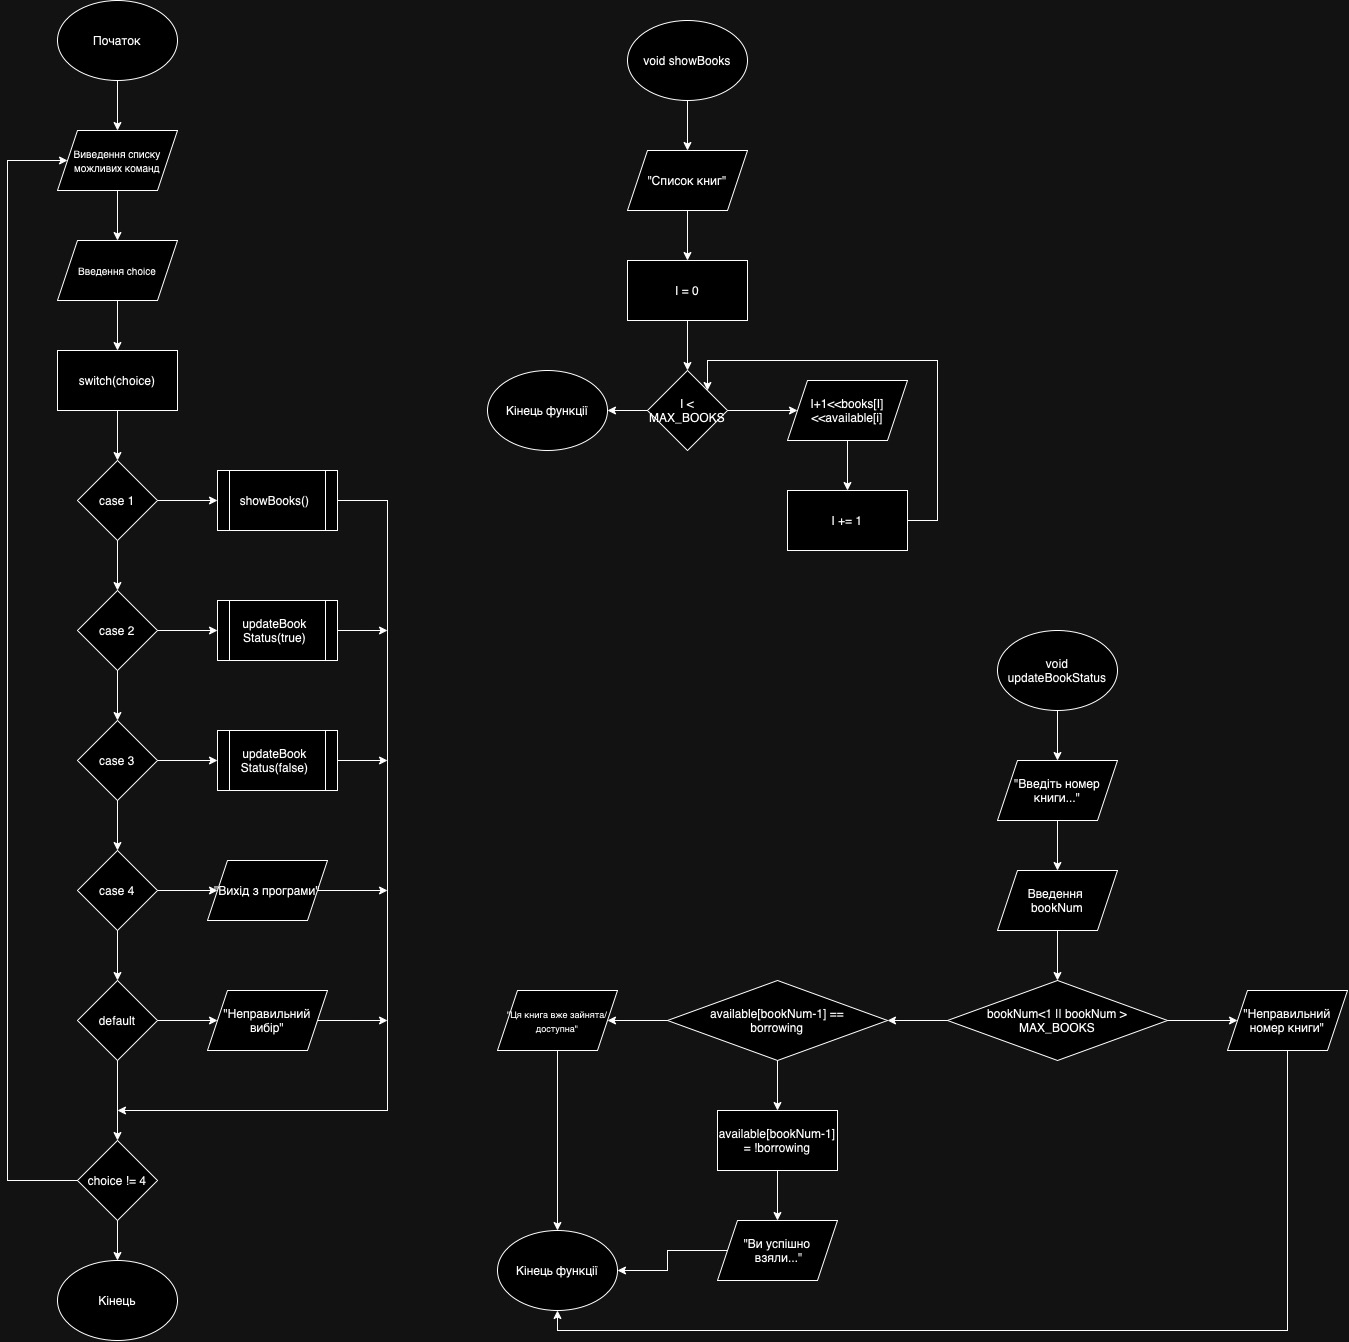 Початок
Виведення списку
можливих команд
Введення choice
switch(choice)
case 1
showBooks()
case 2
updateBook
Status(true)
case 3
updateBook
Status(false)
case 4
"Вихід з програми"
default
"Неправильний
вибір"
choice != 4
Кінець
void showBooks
"Список книг"
I = 0
I <
MAX_BOOKS
Кінець функції
I+1<<books[I]
<<available[i]
I += 1
void
updateBookStatus
"Введіть номер
книги..."
Введення
bookNum
bookNum<1 || bookNum >
MAX_BOOKS
"Неправильний
номер книги"
available[bookNum-1] ==
borrowing
"Ця книга вже зайнята/
доступна"
available[bookNum-1]
= !borrowing
"Ви успішно
взяли..."
Кінець функції